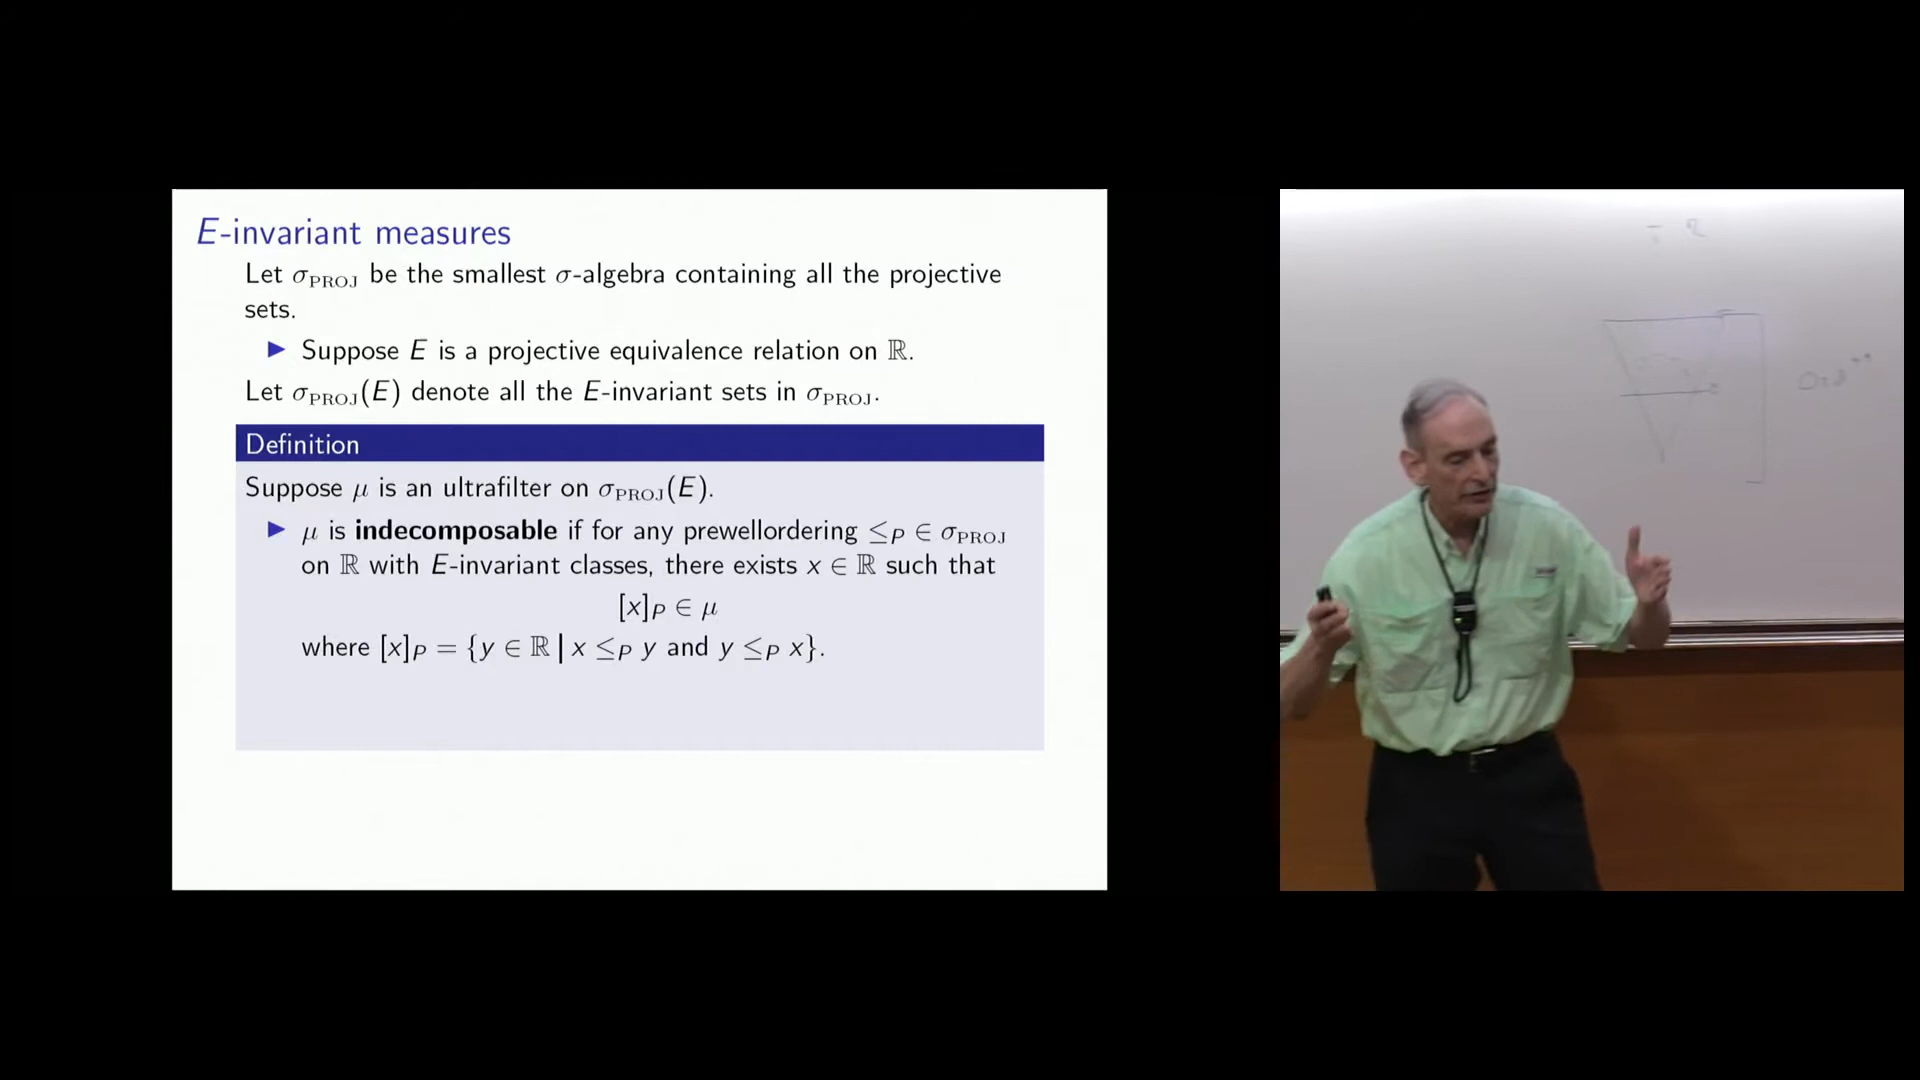 E-invariant measures
Let σ_PROJ be the smallest σ-algebra containing all the projective
sets.
▶ Suppose E is a projective equivalence relation on ℝ.
Let σ_PROJ(E) denote all the E-invariant sets in σ_PROJ.
Definition
Suppose μ is an ultrafilter on σ_PROJ(E).
▶ μ is indecomposable if for any prewellordering ≤_P ∈ σ_PROJ
on ℝ with E-invariant classes, there exists x ∈ ℝ such that
[x]_P ∈ μ
where [x]_P = {y ∈ ℝ | x ≤_P y and y ≤_P x}.